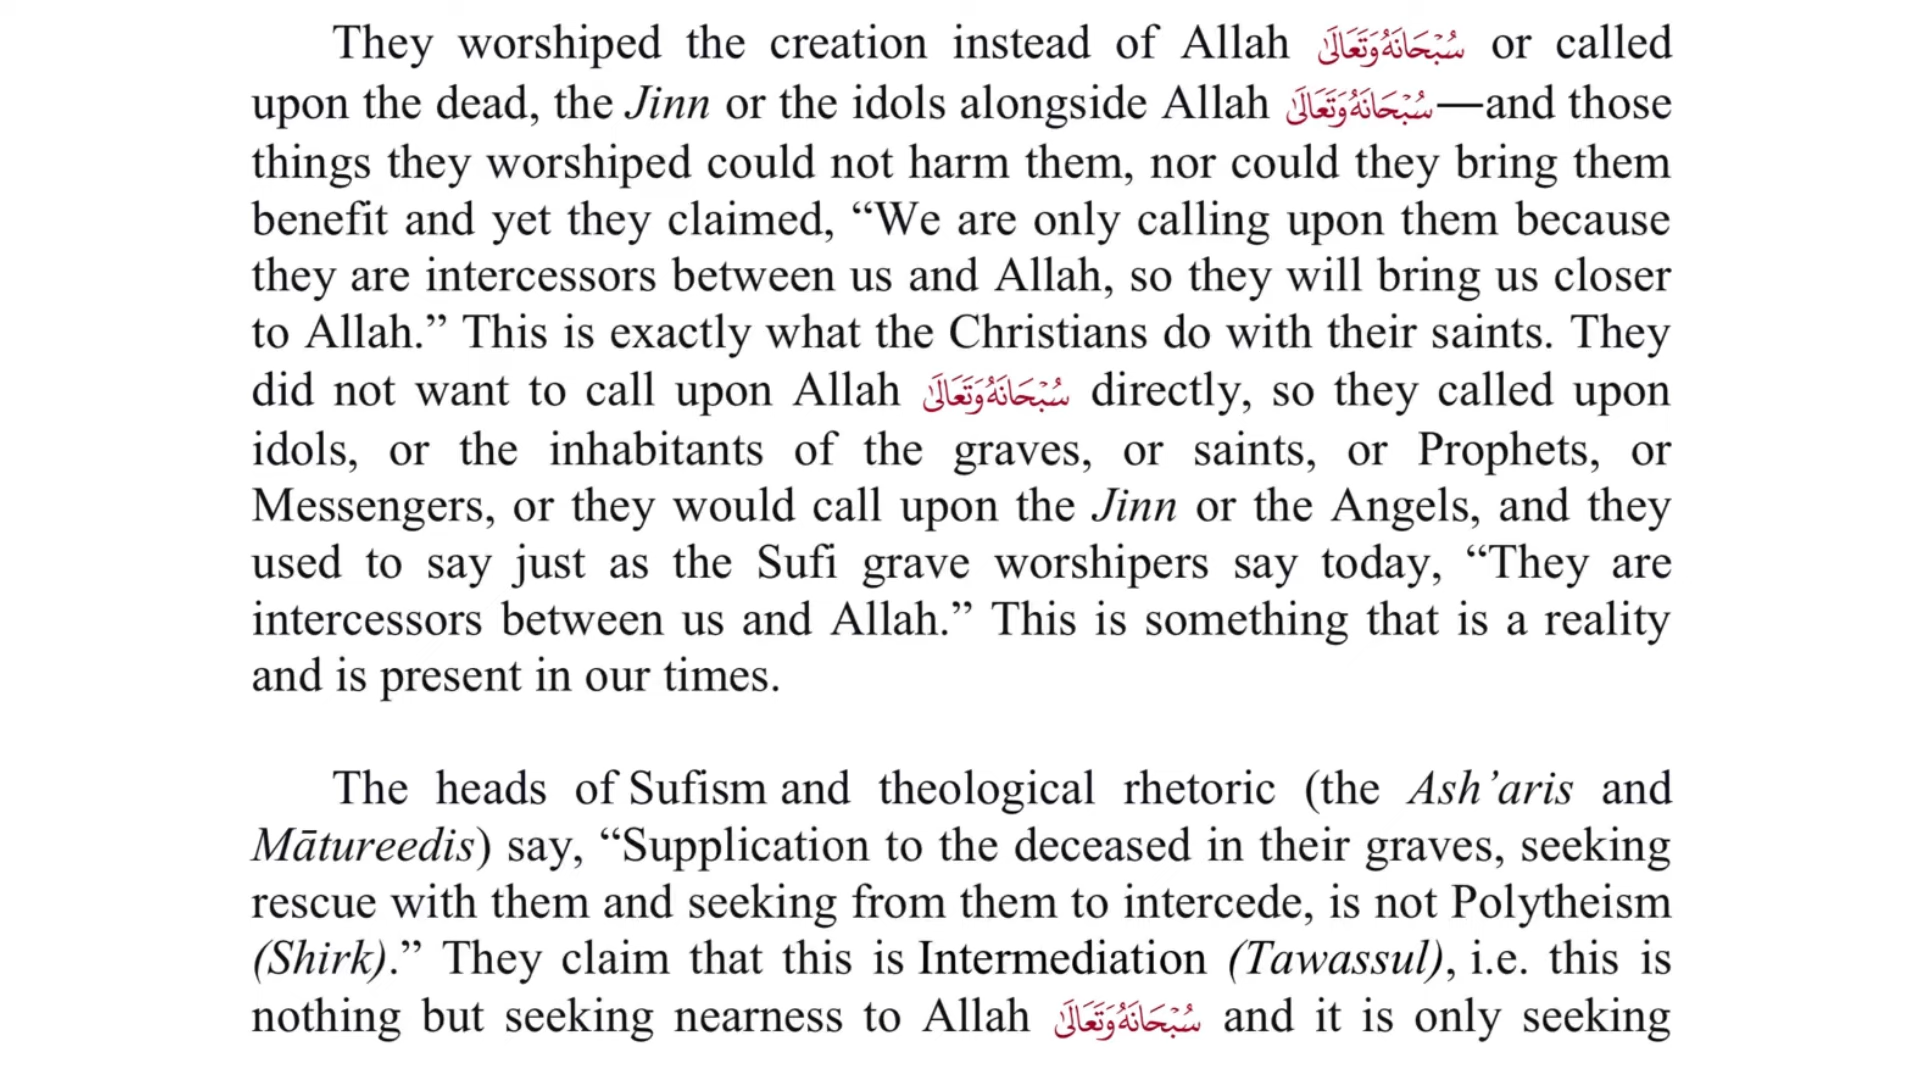 They worshiped the creation instead of Allah سُبْحَانَهُ وَتَعَالَىٰ or called
upon the dead, the Jinn or the idols alongside Allah سُبْحَانَهُ وَتَعَالَىٰ—and those
things they worshiped could not harm them, nor could they bring them
benefit and yet they claimed, “We are only calling upon them because
they are intercessors between us and Allah, so they will bring us closer
to Allah.” This is exactly what the Christians do with their saints. They
did not want to call upon Allah سُبْحَانَهُ وَتَعَالَىٰ directly, so they called upon
idols, or the inhabitants of the graves, or saints, or Prophets, or
Messengers, or they would call upon the Jinn or the Angels, and they
used to say just as the Sufi grave worshipers say today, “They are
intercessors between us and Allah.” This is something that is a reality
and is present in our times.
The heads of Sufism and theological rhetoric (the Ash’aris and
Mātureedis) say, “Supplication to the deceased in their graves, seeking
rescue with them and seeking from them to intercede, is not Polytheism
(Shirk).” They claim that this is Intermediation (Tawassul), i.e. this is
nothing but seeking nearness to Allah سُبْحَانَهُ وَتَعَالَىٰ and it is only seeking